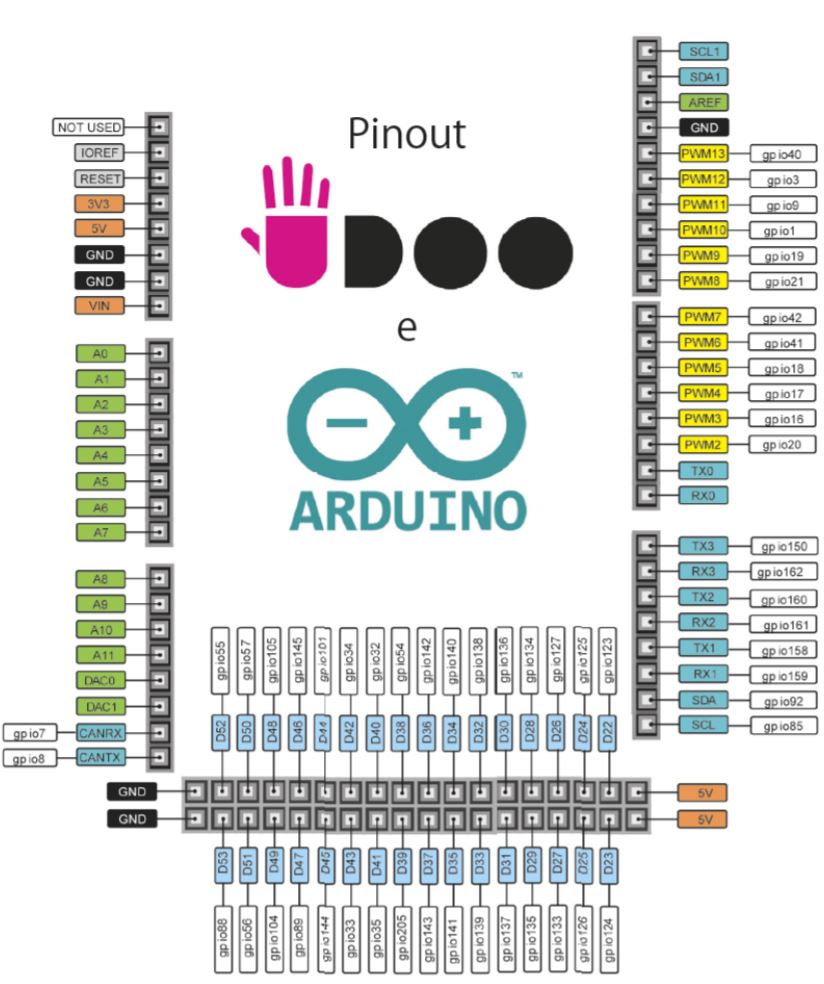 Pinout
DOO
e
™
ARDUINO
NOT USED
IOREF
RESET
3V3
5V
GND
GND
VIN
A0
A1
A2
A3
A4
A5
A6
A7
A8
A9
A10
A11
DAC0
DAC1
gpio7 CANRX
gpio8 CANTX
SCL1
SDA1
AREF
GND
PWM13 gpio40
PWM12 gpio3
PWM11 gpio9
PWM10 gpio1
PWM9 gpio19
PWM8 gpio21
PWM7 gpio42
PWM6 gpio41
PWM5 gpio18
PWM4 gpio17
PWM3 gpio16
PWM2 gpio20
TX0
RX0
TX3 gpio150
RX3 gpio162
TX2 gpio160
RX2 gpio161
TX1 gpio158
RX1 gpio159
SDA gpio92
SCL gpio85
gpio55 gpio57 gpio105 gpio145 gpio101 gpio34 gpio32 gpio54 gpio142 gpio140 gpio138 gpio136 gpio134 gpio127 gpio125 gpio123
D52 D50 D48 D46 D44 D42 D40 D38 D36 D34 D32 D30 D28 D26 D24 D22
GND 5V
GND 5V
D53 D51 D49 D47 D45 D43 D41 D39 D37 D35 D33 D31 D29 D27 D25 D23
gpio88 gpio56 gpio104 gpio89 gpio144 gpio33 gpio35 gpio205 gpio143 gpio141 gpio139 gpio137 gpio135 gpio133 gpio126 gpio124